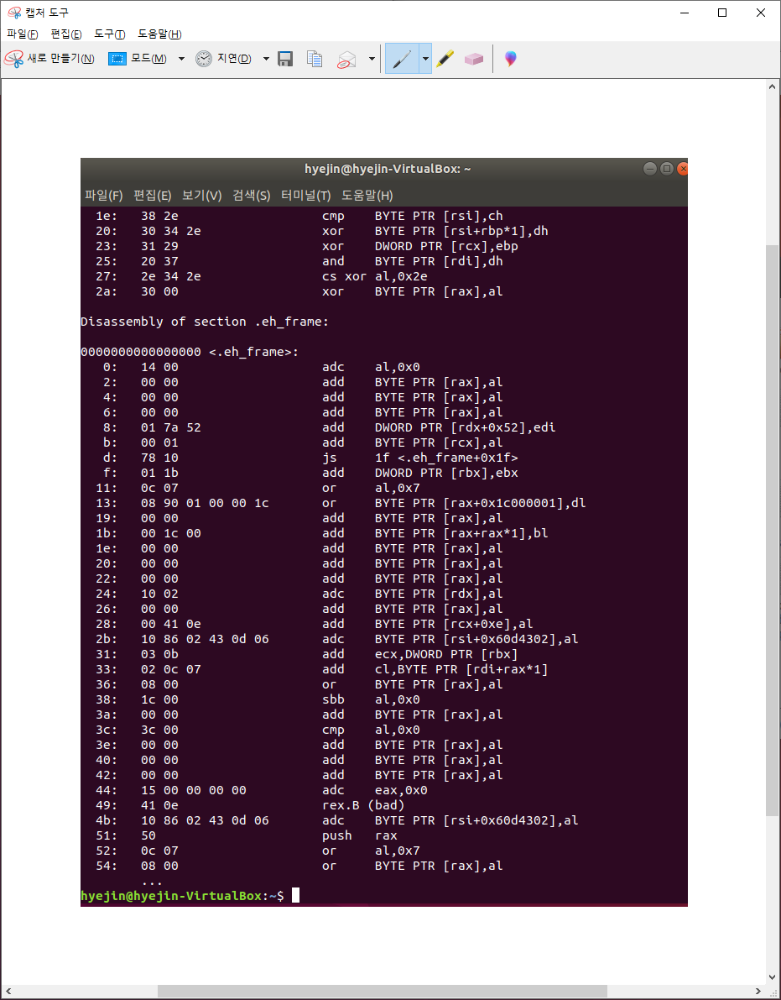 캡처 도구
파일(F) 편집(E) 도구(T) 도움말(H)
새로 만들기(N) 모드(M) 지연(D)
hyejin@hyejin-VirtualBox: ~
파일(F) 편집(E) 보기(V) 검색(S) 터미널(T) 도움말(H)
1e: 38 2e cmp BYTE PTR [rsi],ch
20: 30 34 2e xor BYTE PTR [rsi+rbp*1],dh
23: 31 29 xor DWORD PTR [rcx],ebp
25: 20 37 and BYTE PTR [rdi],dh
27: 2e 34 2e cs xor al,0x2e
2a: 30 00 xor BYTE PTR [rax],al
Disassembly of section .eh_frame:
0000000000000000 <.eh_frame>:
0: 14 00 adc al,0x0
2: 00 00 add BYTE PTR [rax],al
4: 00 00 add BYTE PTR [rax],al
6: 00 00 add BYTE PTR [rax],al
8: 01 7a 52 add DWORD PTR [rdx+0x52],edi
b: 00 01 add BYTE PTR [rcx],al
d: 78 10 js 1f <.eh_frame+0x1f>
f: 01 1b add DWORD PTR [rbx],ebx
11: 0c 07 or al,0x7
13: 08 90 01 00 00 1c or BYTE PTR [rax+0x1c000001],dl
19: 00 00 add BYTE PTR [rax],al
1b: 00 1c 00 add BYTE PTR [rax+rax*1],bl
1e: 00 00 add BYTE PTR [rax],al
20: 00 00 add BYTE PTR [rax],al
22: 00 00 add BYTE PTR [rax],al
24: 10 02 adc BYTE PTR [rdx],al
26: 00 00 add BYTE PTR [rax],al
28: 00 41 0e add BYTE PTR [rcx+0xe],al
2b: 10 86 02 43 0d 06 adc BYTE PTR [rsi+0x60d4302],al
31: 03 0b add ecx,DWORD PTR [rbx]
33: 02 0c 07 add cl,BYTE PTR [rdi+rax*1]
36: 08 00 or BYTE PTR [rax],al
38: 1c 00 sbb al,0x0
3a: 00 00 add BYTE PTR [rax],al
3c: 3c 00 cmp al,0x0
3e: 00 00 add BYTE PTR [rax],al
40: 00 00 add BYTE PTR [rax],al
42: 00 00 add BYTE PTR [rax],al
44: 15 00 00 00 00 adc eax,0x0
49: 41 0e rex.B (bad)
4b: 10 86 02 43 0d 06 adc BYTE PTR [rsi+0x60d4302],al
51: 50 push rax
52: 0c 07 or al,0x7
54: 08 00 or BYTE PTR [rax],al
...
hyejin@hyejin-VirtualBox:~$